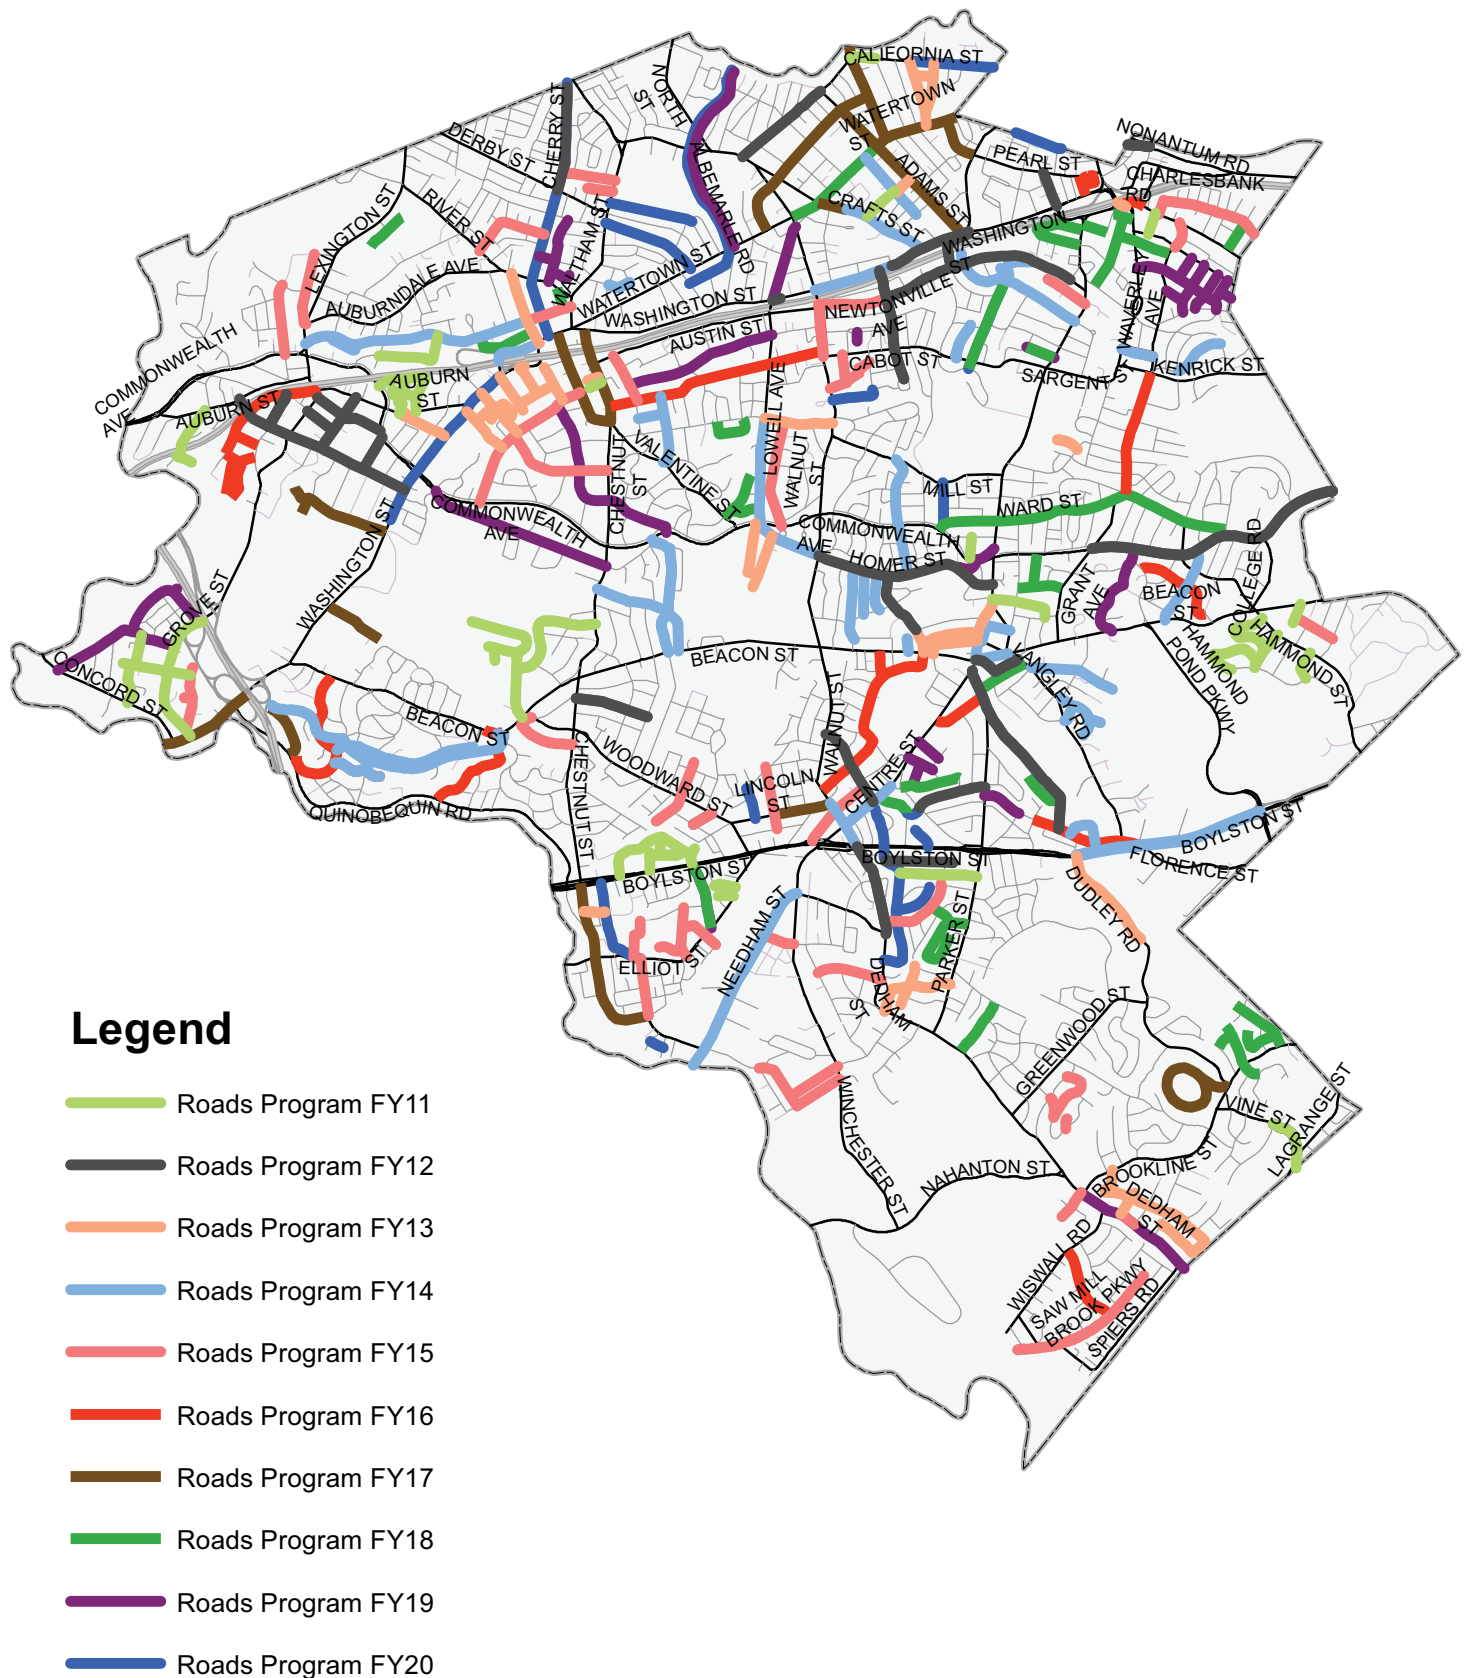 CALIFORNIA ST
NORTH
ST
WATERTOWN
ST
DERBY ST
CHERRY ST
ALBEMARLE RD
ADAMS ST
PEARL ST
NONANTUM RD
CHARLESBANK
RD
LEXINGTON ST
RIVER ST
WALTHAM ST
CRAFTS ST
WASHINGTON
ST
AUBURNDALE AVE
WATERTOWN ST
WASHINGTON ST
NEWTONVILLE
AVE
WAVERLEY
AVE
COMMONWEALTH
AVE
AUSTIN ST
CABOT ST
SARGENT ST
KENRICK ST
AUBURN
ST
AUBURN ST
LOWELL AVE
WALNUT
ST
CHESTNUT
ST
VALENTINE ST
MILL ST
WARD ST
COMMONWEALTH
AVE
COMMONWEALTH
AVE
HOMER ST
WASHINGTON ST
GRANT
AVE
BEACON
ST
COLLEGE RD
GROVE ST
HAMMOND
POND PKWY
HAMMOND ST
CONCORD ST
BEACON ST
LANGLEY RD
BEACON ST
WALNUT ST
CENTRE ST
WOODWARD ST
LINCOLN
ST
QUINOBEQUIN RD
CHESTNUT ST
BOYLSTON ST
BOYLSTON ST
BOYLSTON ST
FLORENCE ST
DUDLEY RD
NEEDHAM ST
PARKER ST
ELLIOT ST
DEDHAM
ST
GREENWOOD ST
WINCHESTER ST
VINE ST
LAGRANGE ST
NAHANTON ST
BROOKLINE ST
DEDHAM
ST
WISWALL RD
SAW MILL
BROOK PKWY
SPIERS RD
Legend
Roads Program FY11
Roads Program FY12
Roads Program FY13
Roads Program FY14
Roads Program FY15
Roads Program FY16
Roads Program FY17
Roads Program FY18
Roads Program FY19
Roads Program FY20